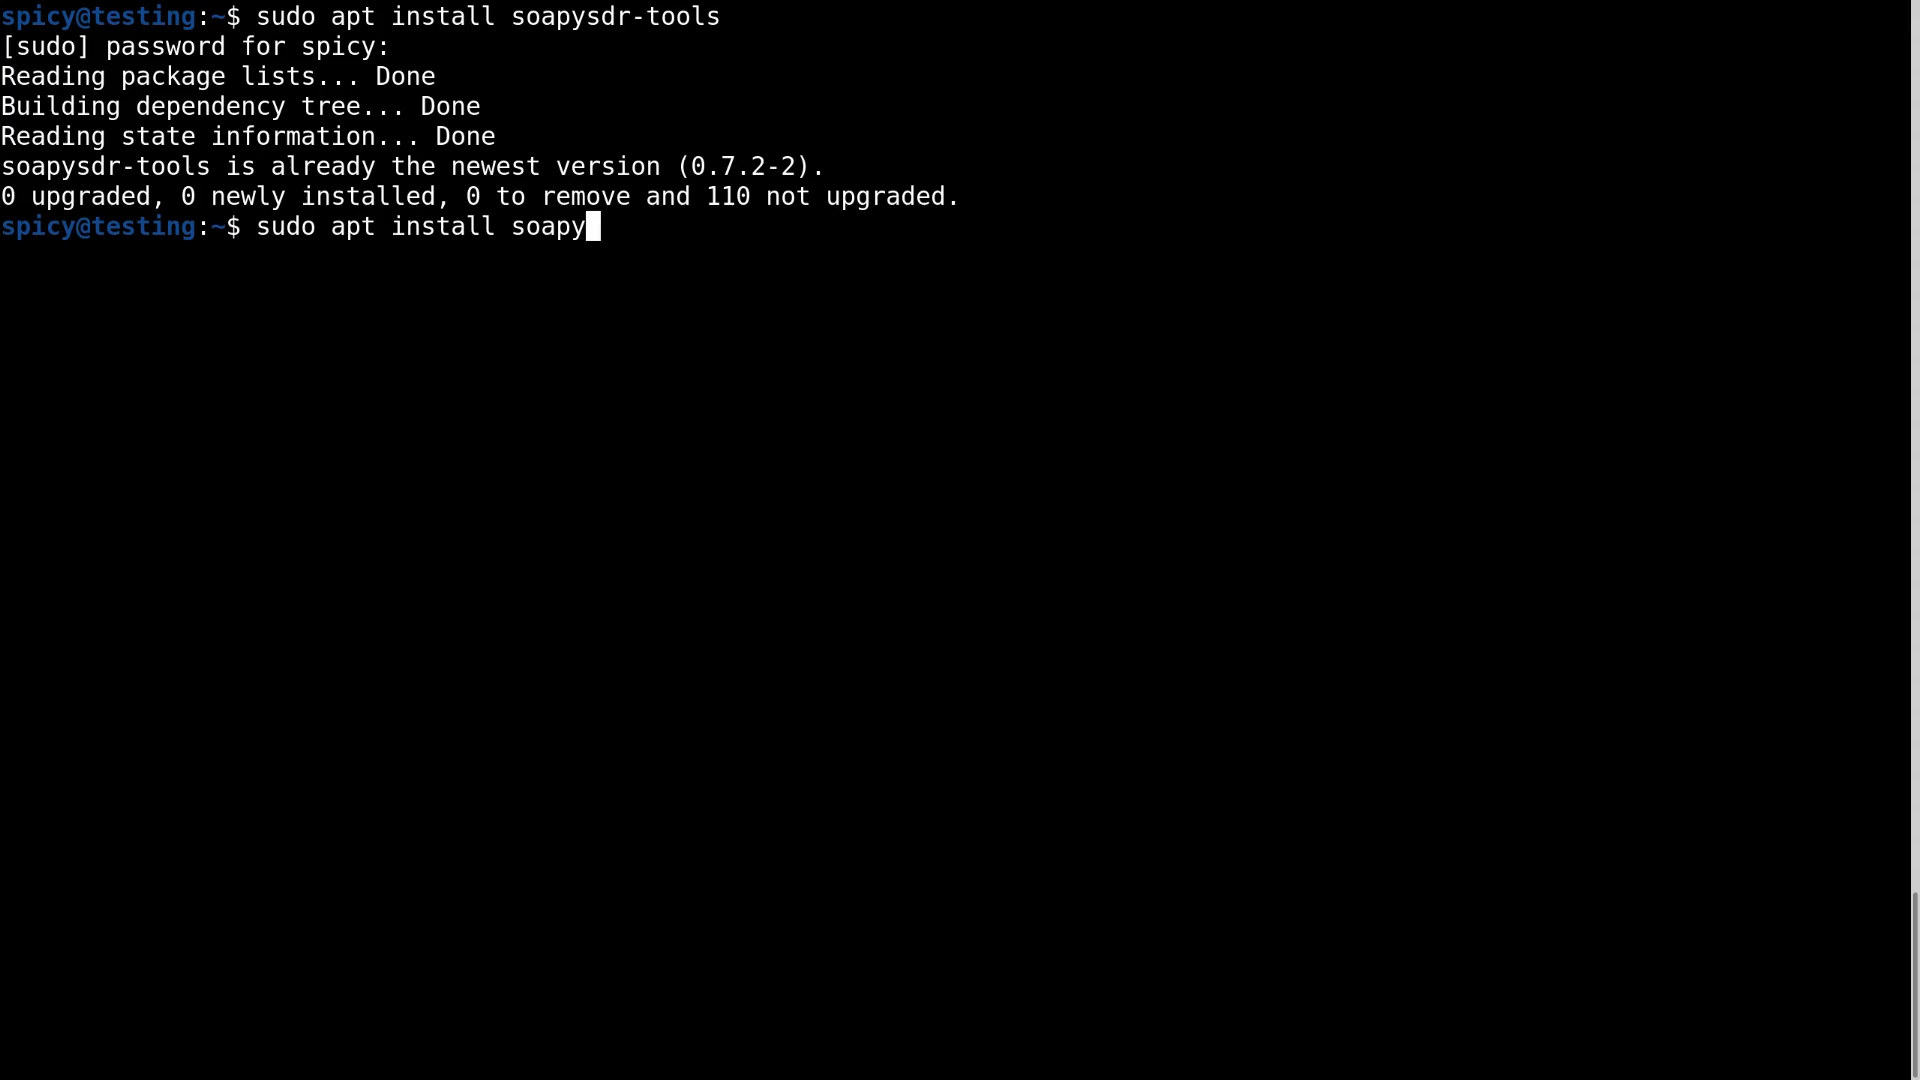 spicy@testing:~$ sudo apt install soapysdr-tools
[sudo] password for spicy:
Reading package lists... Done
Building dependency tree... Done
Reading state information... Done
soapysdr-tools is already the newest version (0.7.2-2).
0 upgraded, 0 newly installed, 0 to remove and 110 not upgraded.
spicy@testing:~$ sudo apt install soapy